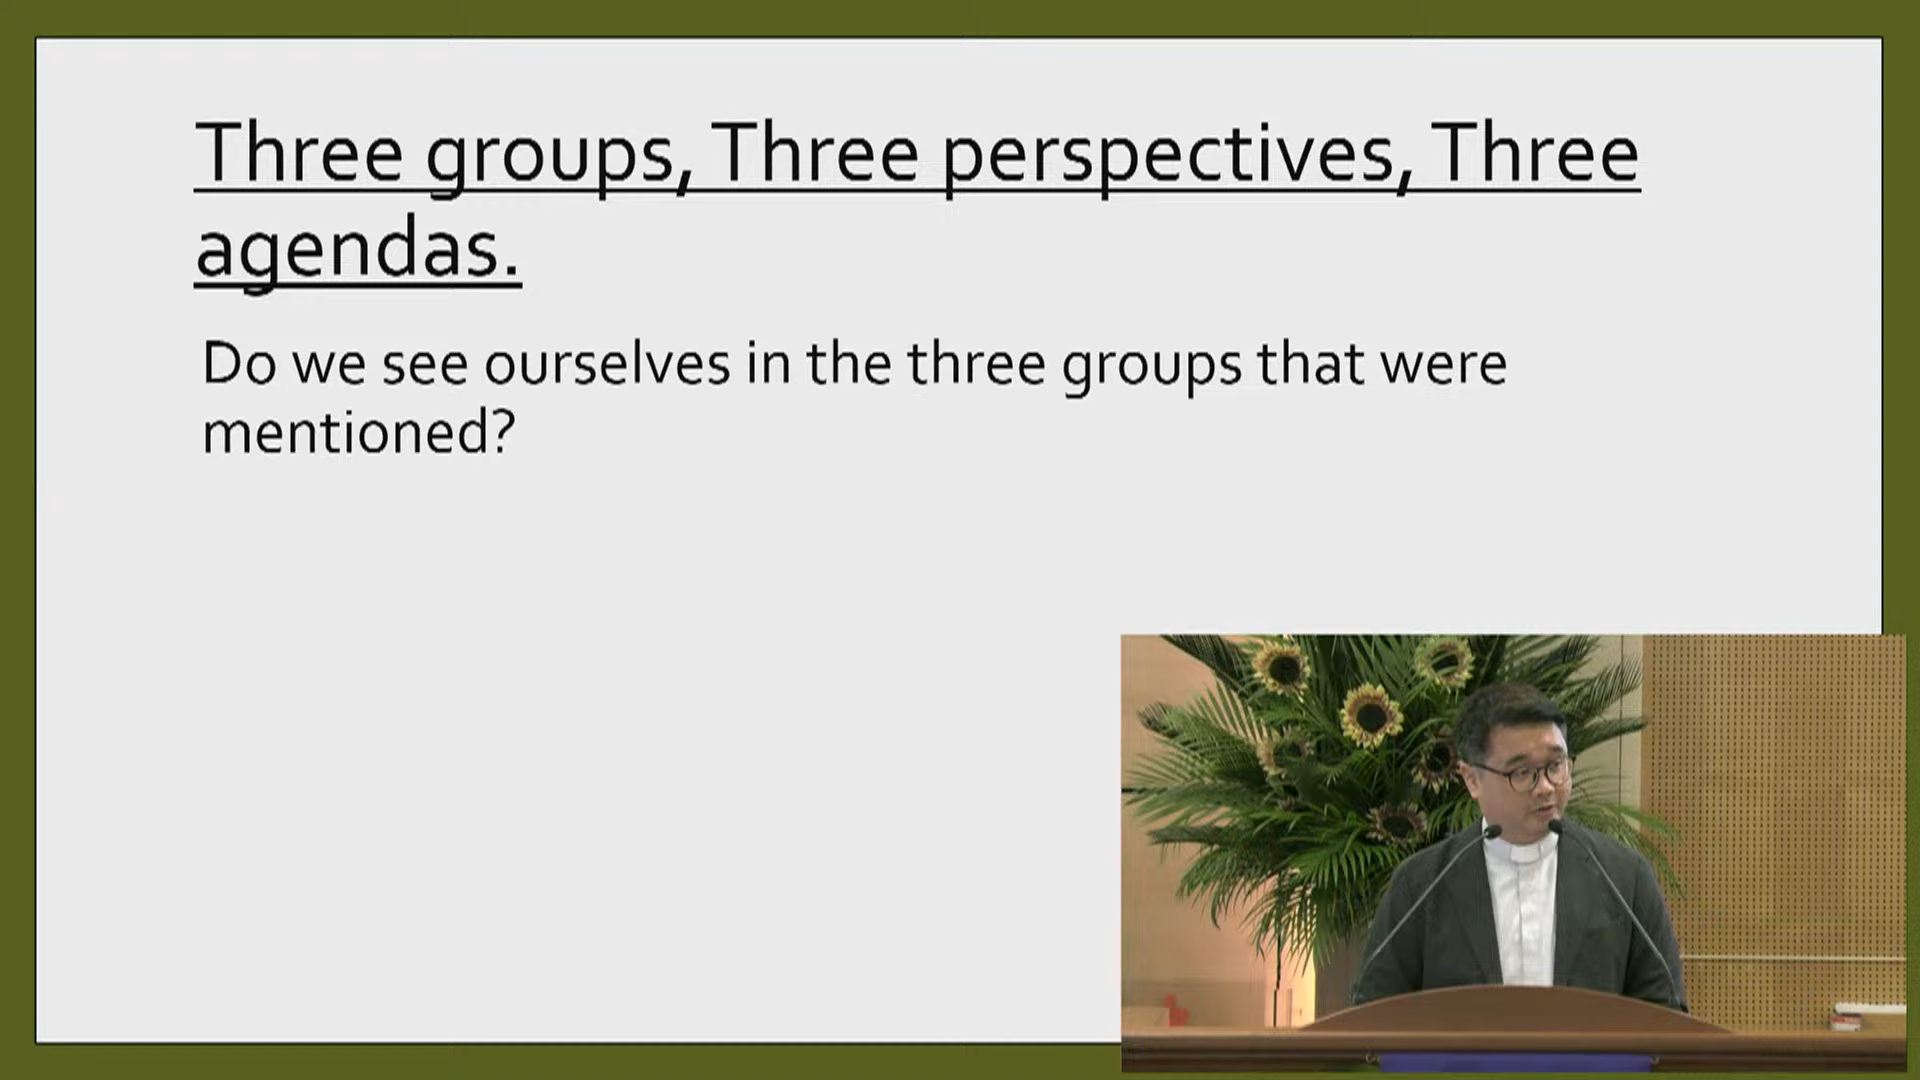 Three groups, Three perspectives, Three
agendas.
Do we see ourselves in the three groups that were
mentioned?